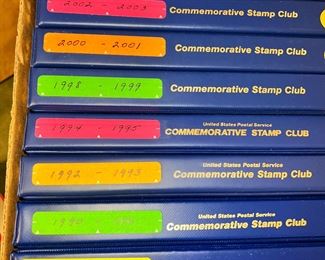 2002 - 2003
Commemorative Stamp Club
2000 - 2001
Commemorative Stamp Club
1998 - 1999
Commemorative Stamp Club
1994 - 1995
United States Postal Service
COMMEMORATIVE STAMP CLUB
1992 - 1993
United States Postal Service
Commemorative Stamp Club
1990 -
United States Postal Service
Commemorative Stamp Club